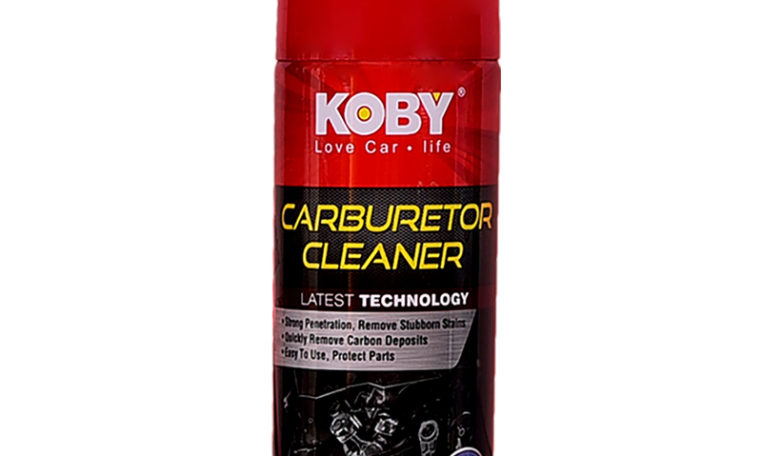 KOBY®
Love Car • life
CARBURETOR
CLEANER
LATEST TECHNOLOGY
• Strong Penetration, Remove Stubborn Stains
• Quickly Remove Carbon Deposits
• Easy To Use, Protect Parts